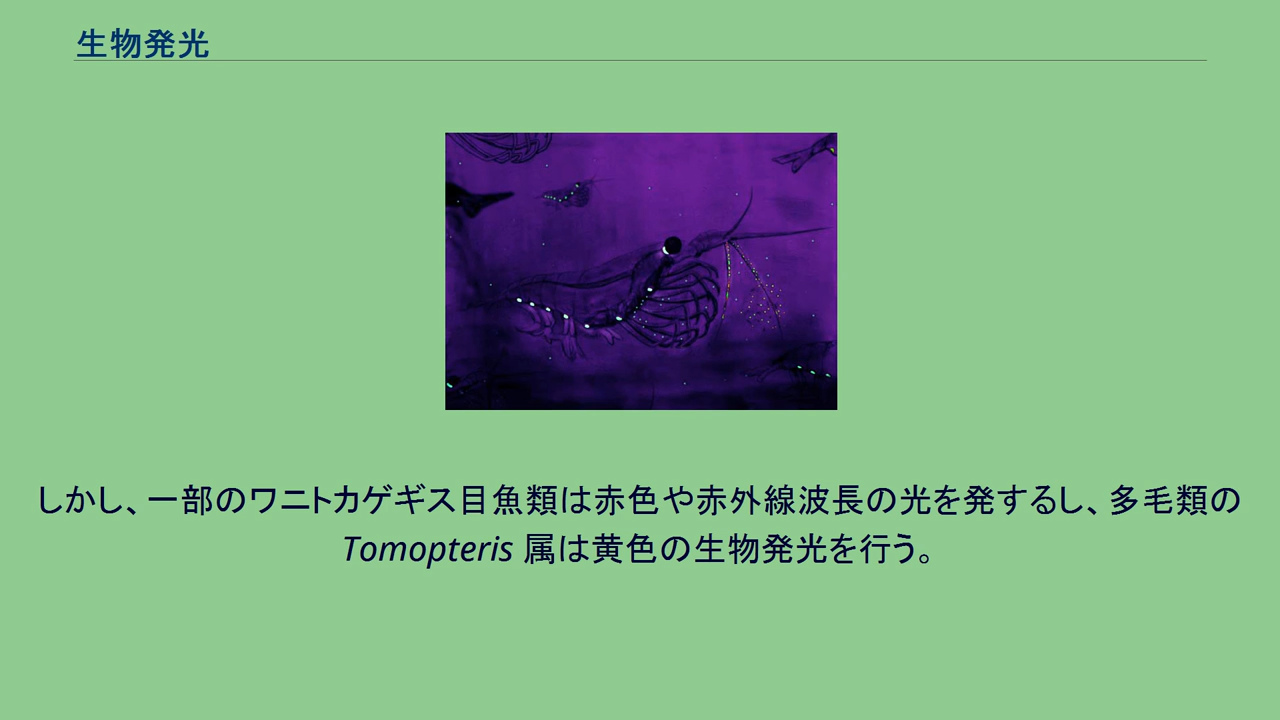 生物発光
しかし、一部のワニトカゲギス目魚類は赤色や赤外線波長の光を発するし、多毛類の
Tomopteris 属は黄色の生物発光を行う。